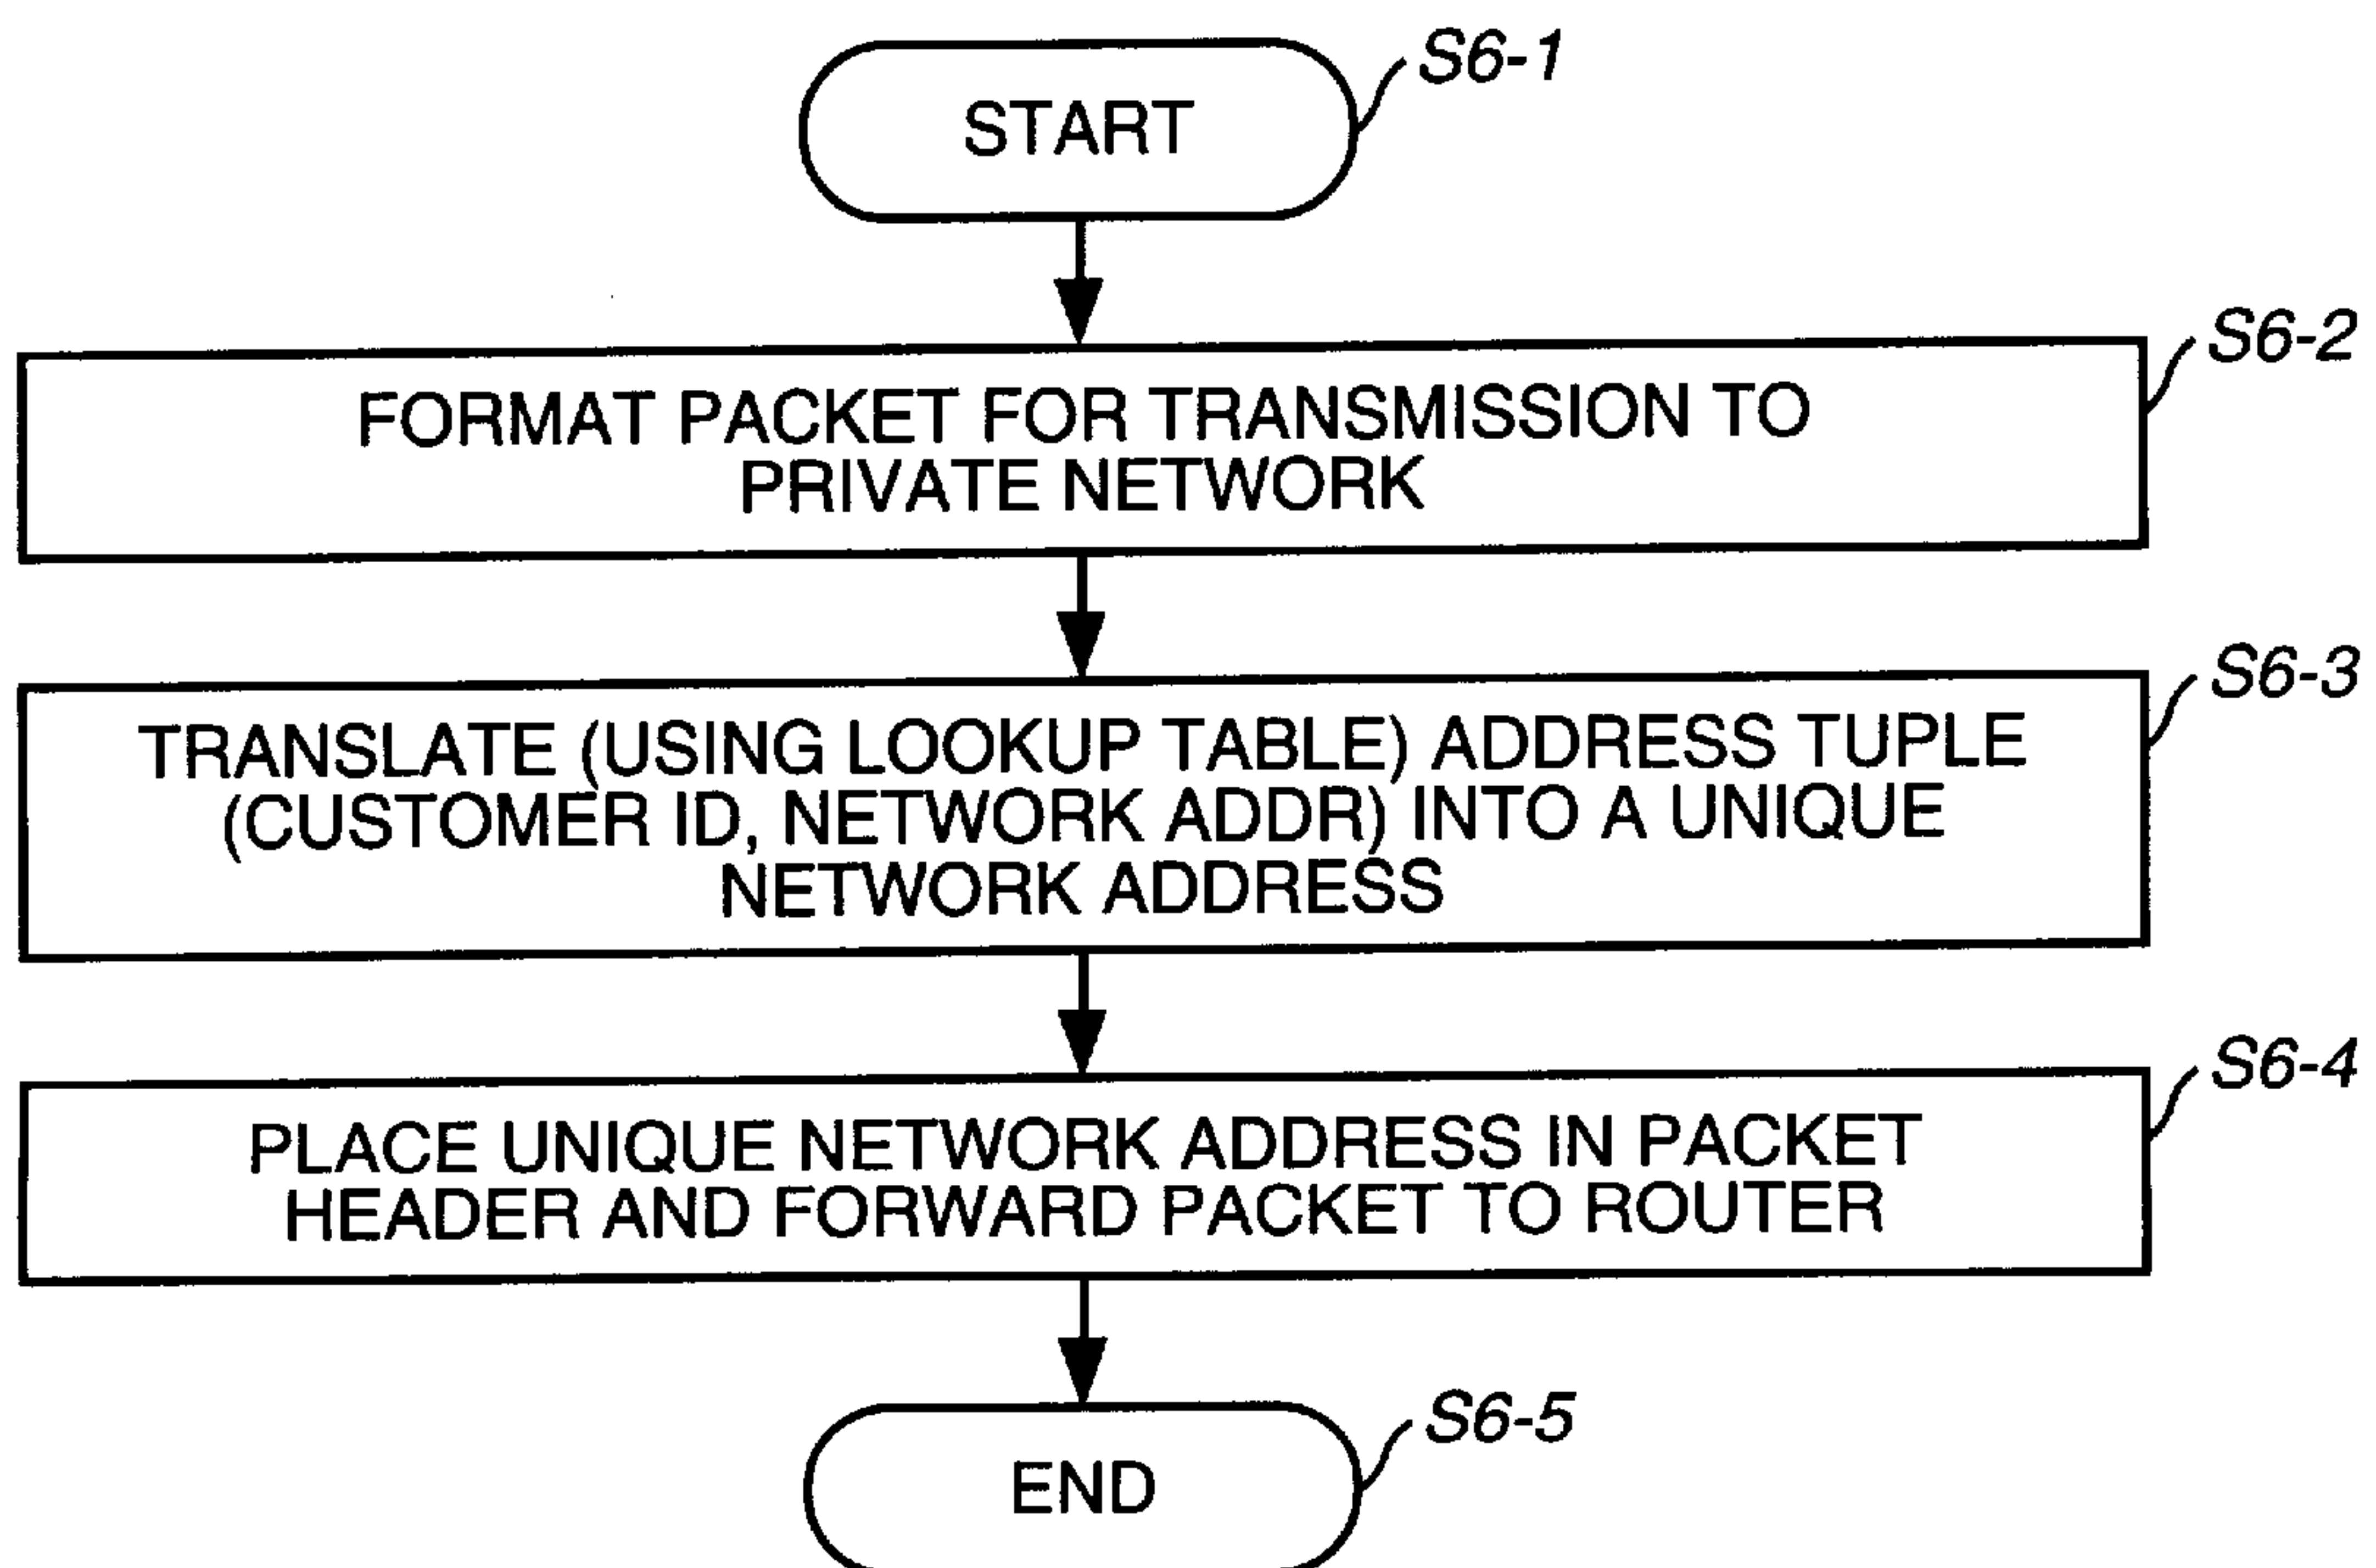 START
S6-1
FORMAT PACKET FOR TRANSMISSION TO
PRIVATE NETWORK
S6-2
TRANSLATE (USING LOOKUP TABLE) ADDRESS TUPLE
(CUSTOMER ID, NETWORK ADDR) INTO A UNIQUE
NETWORK ADDRESS
S6-3
PLACE UNIQUE NETWORK ADDRESS IN PACKET
HEADER AND FORWARD PACKET TO ROUTER
S6-4
END
S6-5